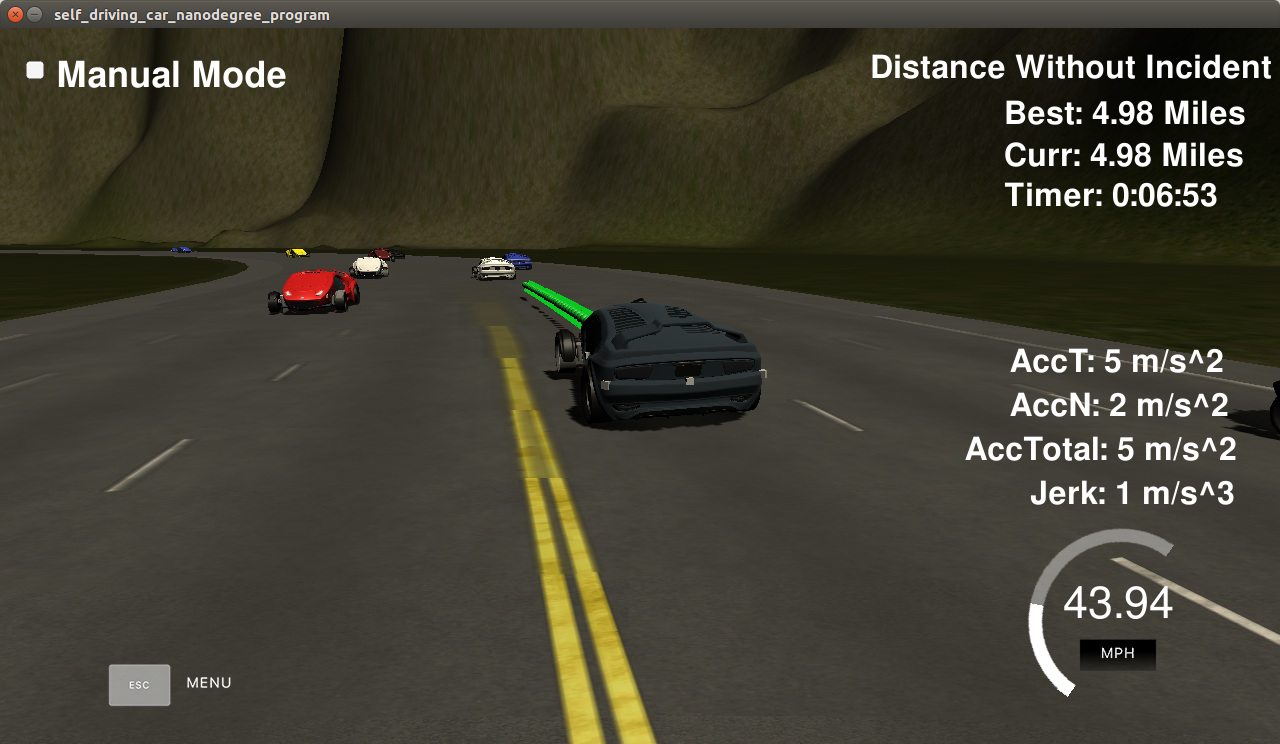 self_driving_car_nanodegree_program
Manual Mode
Distance Without Incident
Best: 4.98 Miles
Curr: 4.98 Miles
Timer: 0:06:53
AccT: 5 m/s^2
AccN: 2 m/s^2
AccTotal: 5 m/s^2
Jerk: 1 m/s^3
43.94
MPH
ESC MENU